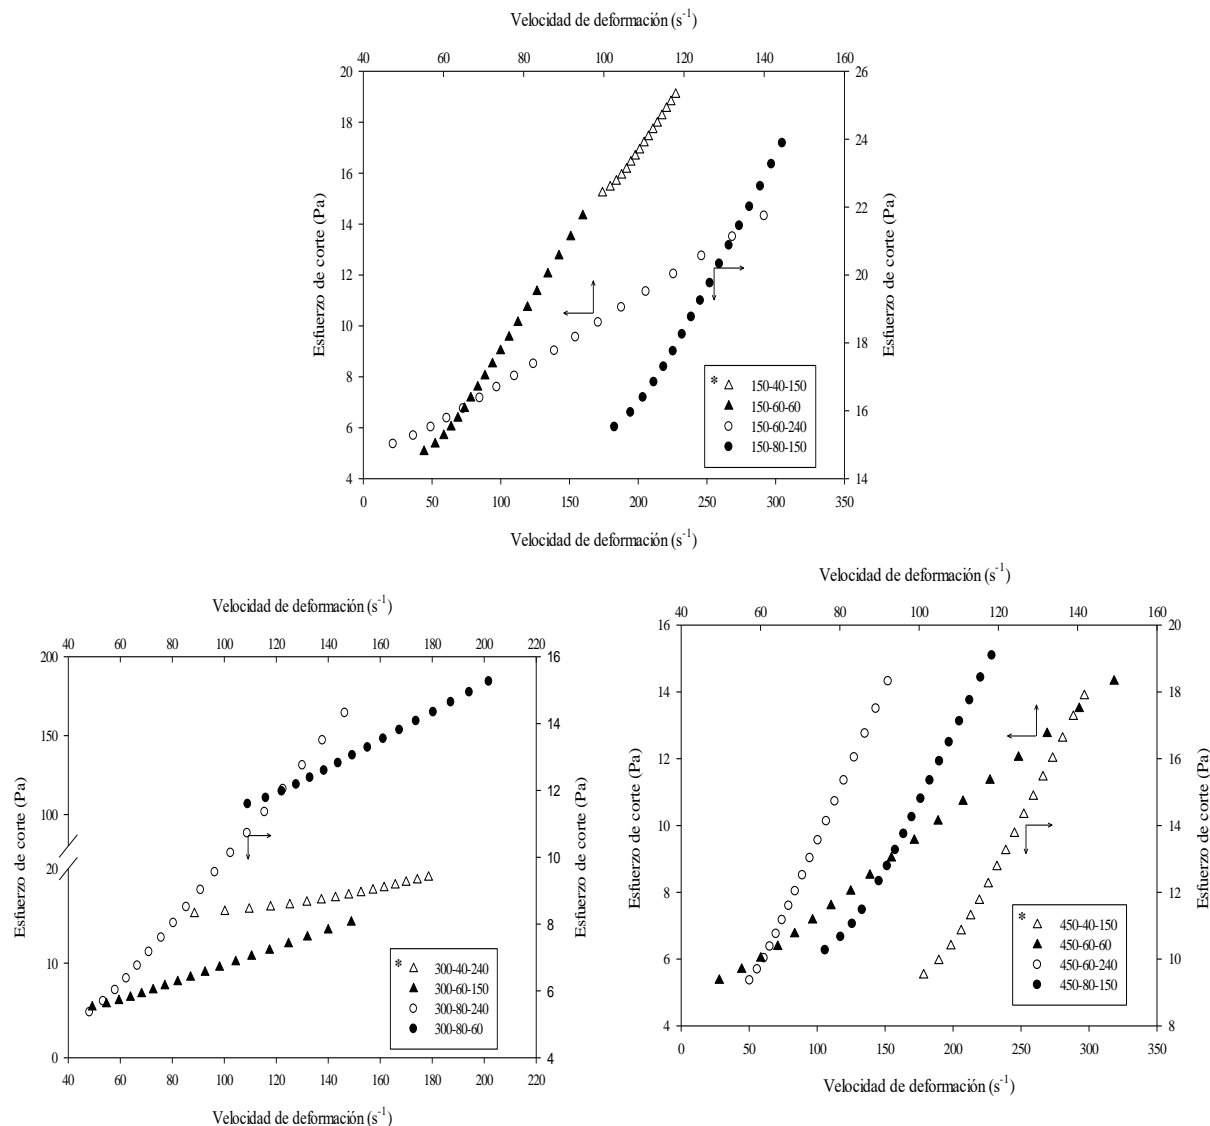 Velocidad de deformación (s-1)
40 60 80 100 120 140 160
20 18 16 14 12 10 8 6 4
Esfuerzo de corte (Pa)
26 24 22 20 18 16 14
Esfuerzo de corte (Pa)
* 150-40-150
150-60-60
150-60-240
150-80-150
0 50 100 150 200 250 300 350
Velocidad de deformación (s-1)
Velocidad de deformación (s-1)
40 60 80 100 120 140 160 180 200 220
200 150 100 20 10 0
Esfuerzo de corte (Pa)
16 14 12 10 8 6 4
Esfuerzo de corte (Pa)
* 300-40-240
300-60-150
300-80-240
300-80-60
40 60 80 100 120 140 160 180 200 220
Velocidad de deformación (s-1)
Velocidad de deformación (s-1)
40 60 80 100 120 140 160
16 14 12 10 8 6 4
Esfuerzo de corte (Pa)
20 18 16 14 12 10 8
Esfuerzo de corte (Pa)
* 450-40-150
450-60-60
450-60-240
450-80-150
0 50 100 150 200 250 300 350
Velocidad de deformación (s-1)